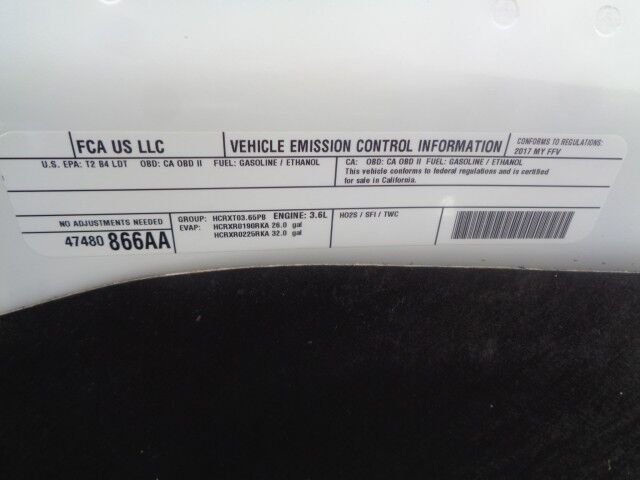 FCA US LLC
VEHICLE EMISSION CONTROL INFORMATION
CONFORMS TO REGULATIONS:
2017 MY FFV
U.S. EPA: T2 B4 LDT OBD: CA OBD II FUEL: GASOLINE / ETHANOL
CA: OBD: CA OBD II FUEL: GASOLINE / ETHANOL
This vehicle conforms to federal regulations and is certified
for sale in California.
NO ADJUSTMENTS NEEDED
47480 866AA
GROUP: HCRXT03.65PB ENGINE: 3.6L
EVAP: HCRXR0190RKA 26.0 gal
HCRXR0225RKA 32.0 gal
HO2S / SFI / TWC